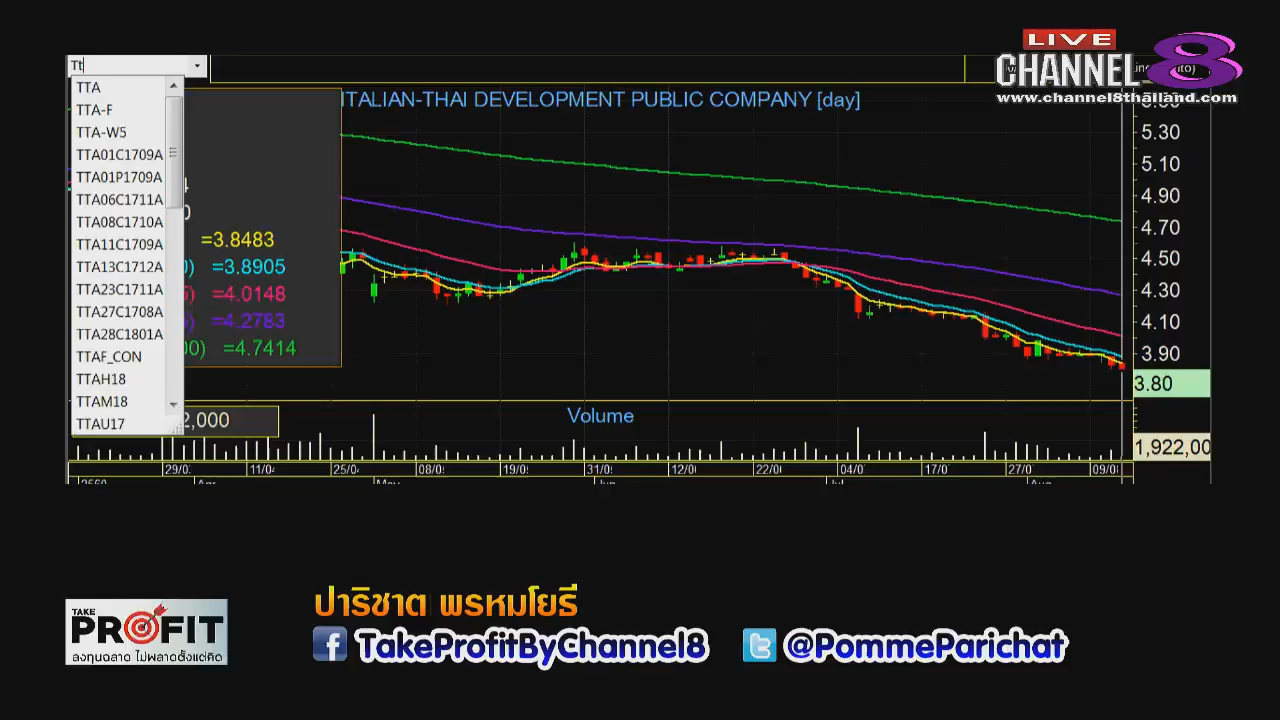 LIVE
CHANNEL 8
www.channel8thailand.com
Tt
TTA
TTA-F
TTA-W5
TTA01C1709A
TTA01P1709A
TTA06C1711A
TTA08C1710A
TTA11C1709A
TTA13C1712A
TTA23C1711A
TTA27C1708A
TTA28C1801A
TTAF_CON
TTAH18
TTAM18
TTAU17
ITALIAN-THAI DEVELOPMENT PUBLIC COMPANY [day]
=3.8483
=3.8905
=4.0148
=4.2783
=4.7414
5.30
5.10
4.90
4.70
4.50
4.30
4.10
3.90
3.80
2,000
Volume
1,922,00
29/0 11/0 25/0 08/0 19/0 31/0 12/0 22/0 04/0 17/0 27/0 09/0
2560 Apr May Jun Jul Aug
TAKE
PROFIT
ลงทุนฉลาด ไม่พลาดตั้งแต่คิด
ปาริชาต พรหมโยธี
TakeProfitByChannel8
@PommeParichat